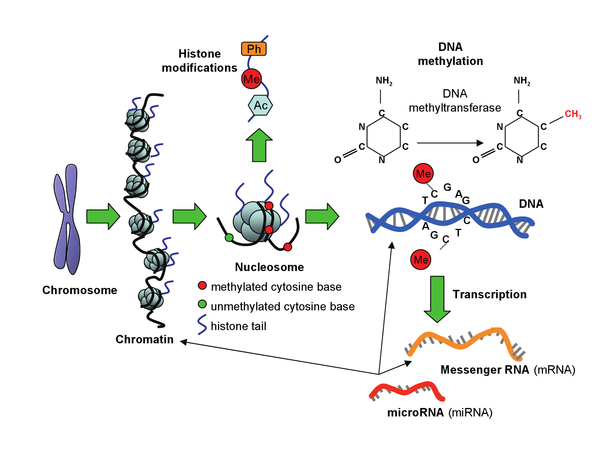 Histone
modifications
Ph
Me
Ac
DNA
methylation
NH2
DNA
methyltransferase
NH2
C
N
C
O
C
N
C
CH3
N
C
O
C
N
Chromosome
Chromatin
Nucleosome
methylated cytosine base
unmethylated cytosine base
histone tail
Me
T C G A G
A G C T C
Me
DNA
Transcription
Messenger RNA (mRNA)
microRNA (miRNA)